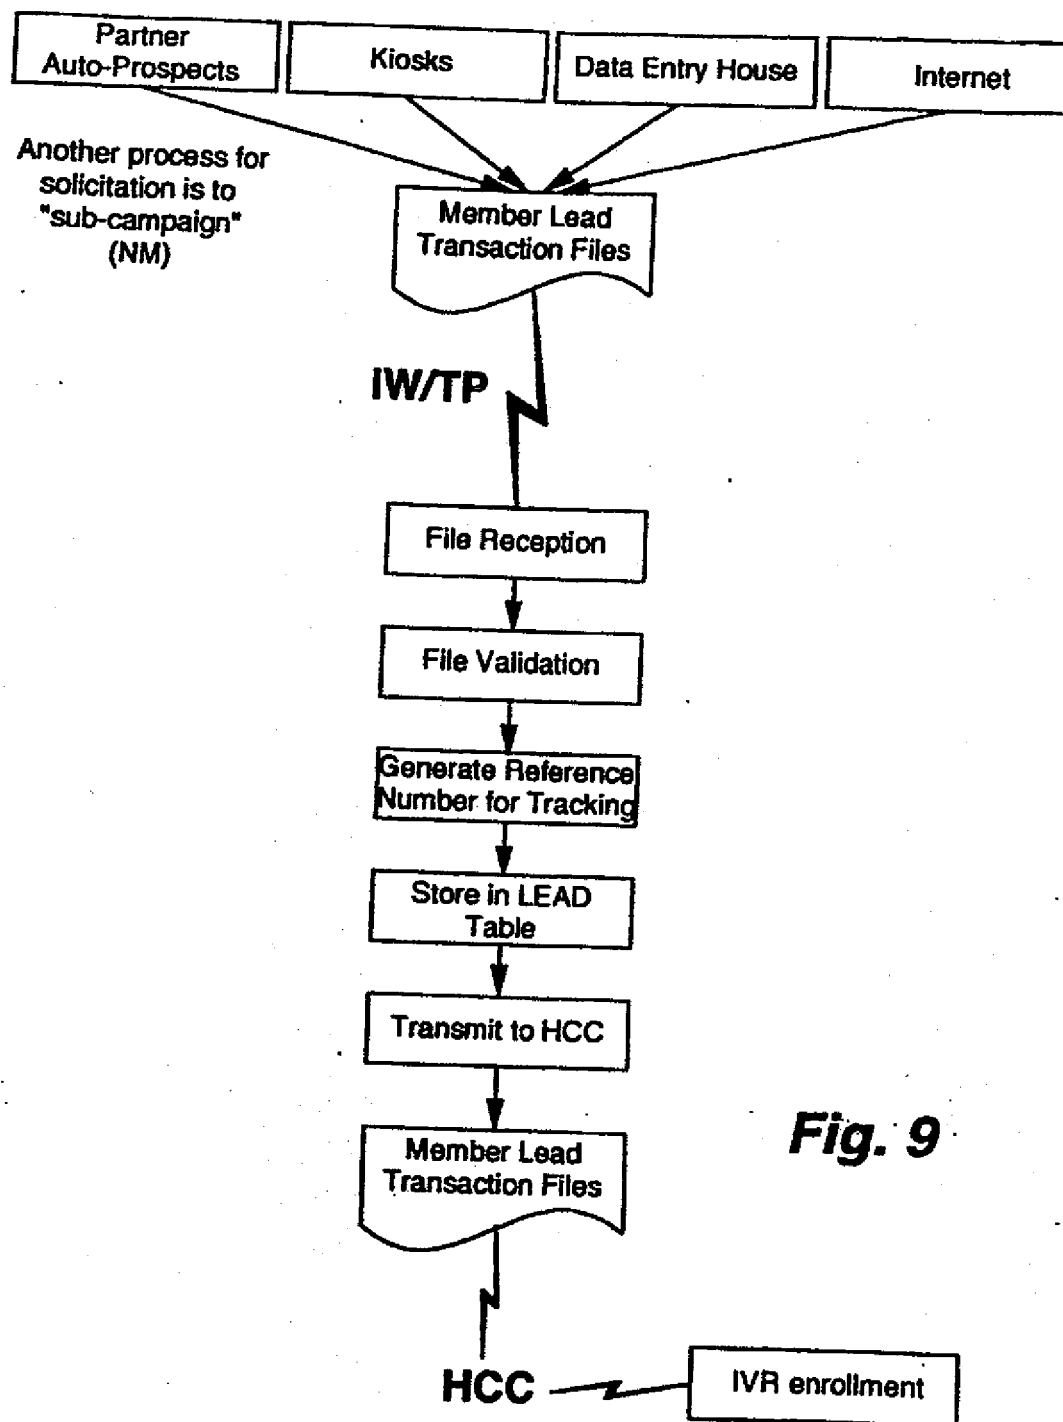 Partner
Auto-Prospects
Kiosks
Data Entry House
Internet
Another process for
solicitation is to
"sub-campaign"
(NM)
Member Lead
Transaction Files
IW/TP
File Reception
File Validation
Generate Reference
Number for Tracking
Store in LEAD
Table
Transmit to HCC
Member Lead
Transaction Files
Fig. 9
HCC
IVR enrollment